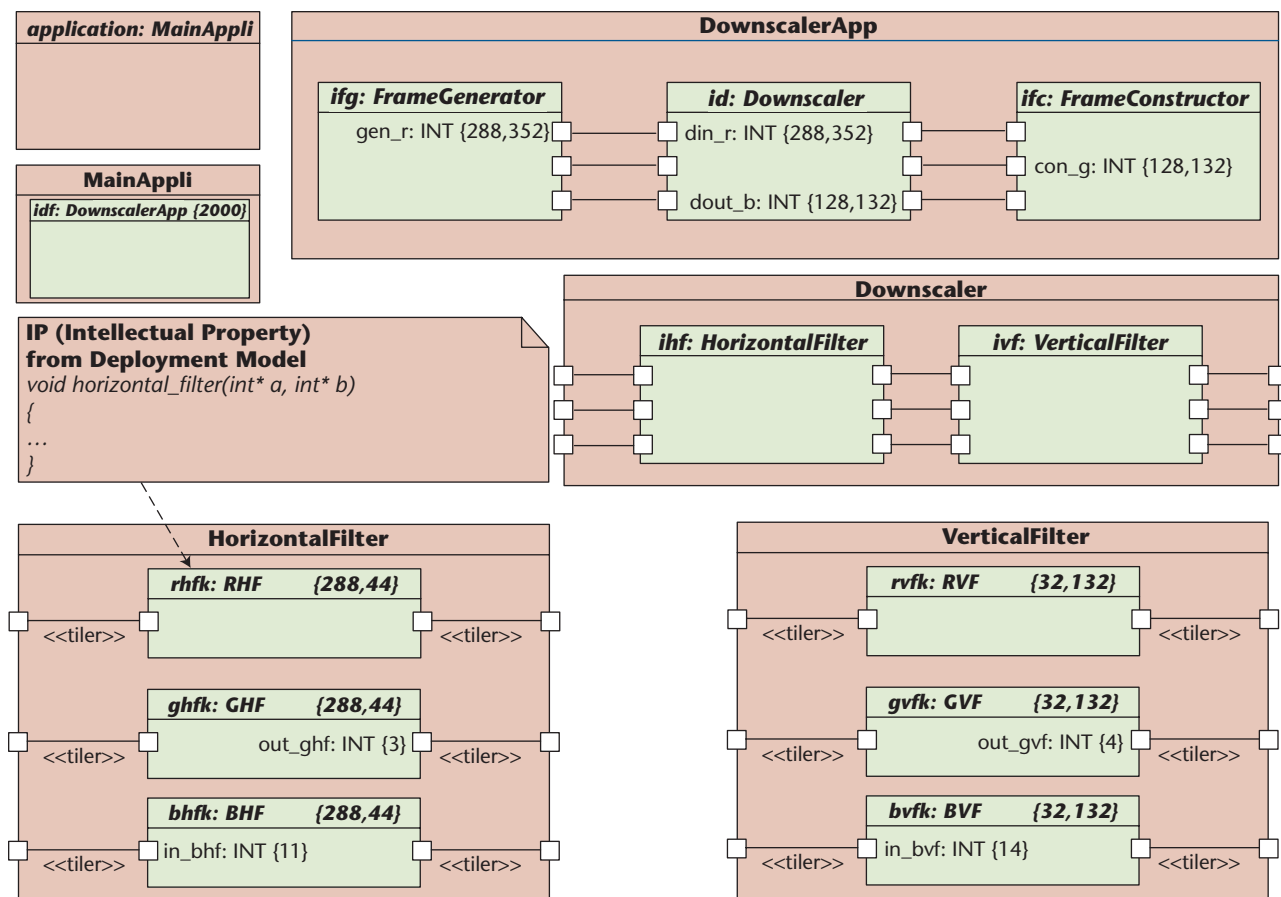 application: MainAppli
DownscalerApp
ifg: FrameGenerator
gen_r: INT {288,352}
id: Downscaler
din_r: INT {288,352}
dout_b: INT {128,132}
ifc: FrameConstructor
con_g: INT {128,132}
MainAppli
idf: DownscalerApp {2000}
Downscaler
ihf: HorizontalFilter
ivf: VerticalFilter
IP (Intellectual Property)
from Deployment Model
void horizontal_filter(int* a, int* b)
{
...
}
HorizontalFilter
rhfk: RHF {288,44}
<<tiler>>
<<tiler>>
ghfk: GHF {288,44}
out_ghf: INT {3}
<<tiler>>
<<tiler>>
bhfk: BHF {288,44}
in_bhf: INT {11}
<<tiler>>
<<tiler>>
VerticalFilter
rvfk: RVF {32,132}
<<tiler>>
<<tiler>>
gvfk: GVF {32,132}
out_gvf: INT {4}
<<tiler>>
<<tiler>>
bvfk: BVF {32,132}
in_bvf: INT {14}
<<tiler>>
<<tiler>>